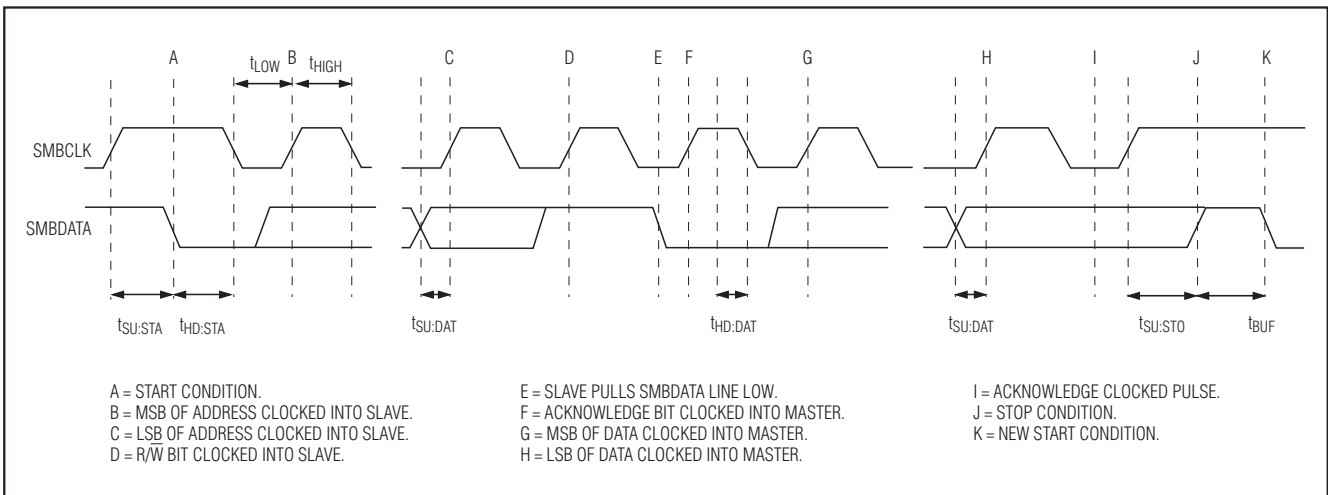 A tLOW B tHIGH C D E F G H I J K
SMBCLK
SMBDATA
tSU:STA tHD:STA tSU:DAT tHD:DAT tSU:DAT tSU:STO tBUF
A = START CONDITION. E = SLAVE PULLS SMBDATA LINE LOW. I = ACKNOWLEDGE CLOCKED PULSE.
B = MSB OF ADDRESS CLOCKED INTO SLAVE. F = ACKNOWLEDGE BIT CLOCKED INTO MASTER. J = STOP CONDITION.
C = LSB OF ADDRESS CLOCKED INTO SLAVE. G = MSB OF DATA CLOCKED INTO MASTER. K = NEW START CONDITION.
D = R/W̅ BIT CLOCKED INTO SLAVE. H = LSB OF DATA CLOCKED INTO MASTER.